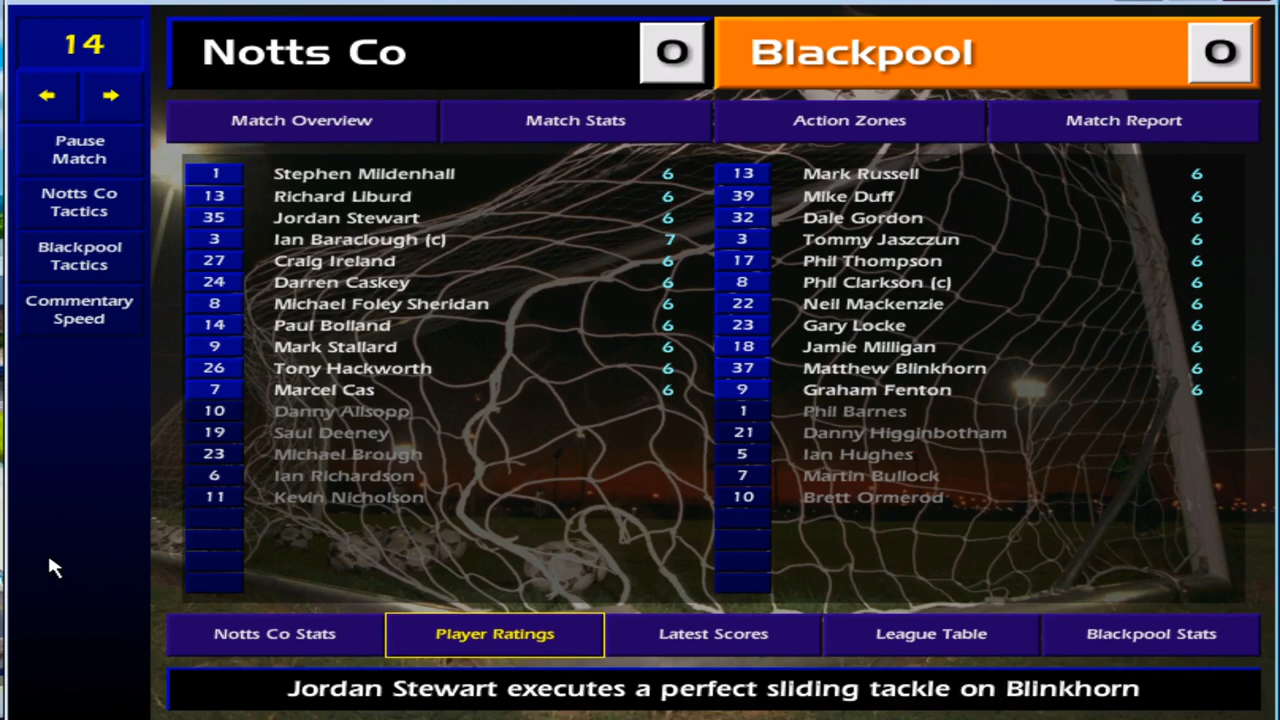 14
Notts Co 0
Blackpool 0
Match Overview
Match Stats
Action Zones
Match Report
Pause
Match
Notts Co
Tactics
Blackpool
Tactics
Commentary
Speed
1 Stephen Mildenhall 6
13 Richard Liburd 6
35 Jordan Stewart 6
3 Ian Baraclough (c) 7
27 Craig Ireland 6
24 Darren Caskey 6
8 Michael Foley Sheridan 6
14 Paul Bolland 6
9 Mark Stallard 6
26 Tony Hackworth 6
7 Marcel Cas 6
10 Danny Allsopp
19 Saul Deeney
23 Michael Brough
6 Ian Richardson
11 Kevin Nicholson
13 Mark Russell 6
39 Mike Duff 6
32 Dale Gordon 6
3 Tommy Jaszczun 6
17 Phil Thompson 6
8 Phil Clarkson (c) 6
22 Neil Mackenzie 6
23 Gary Locke 6
18 Jamie Milligan 6
37 Matthew Blinkhorn 6
9 Graham Fenton 6
1 Phil Barnes
21 Danny Higginbotham
5 Ian Hughes
7 Martin Bullock
10 Brett Ormerod
Notts Co Stats
Player Ratings
Latest Scores
League Table
Blackpool Stats
Jordan Stewart executes a perfect sliding tackle on Blinkhorn